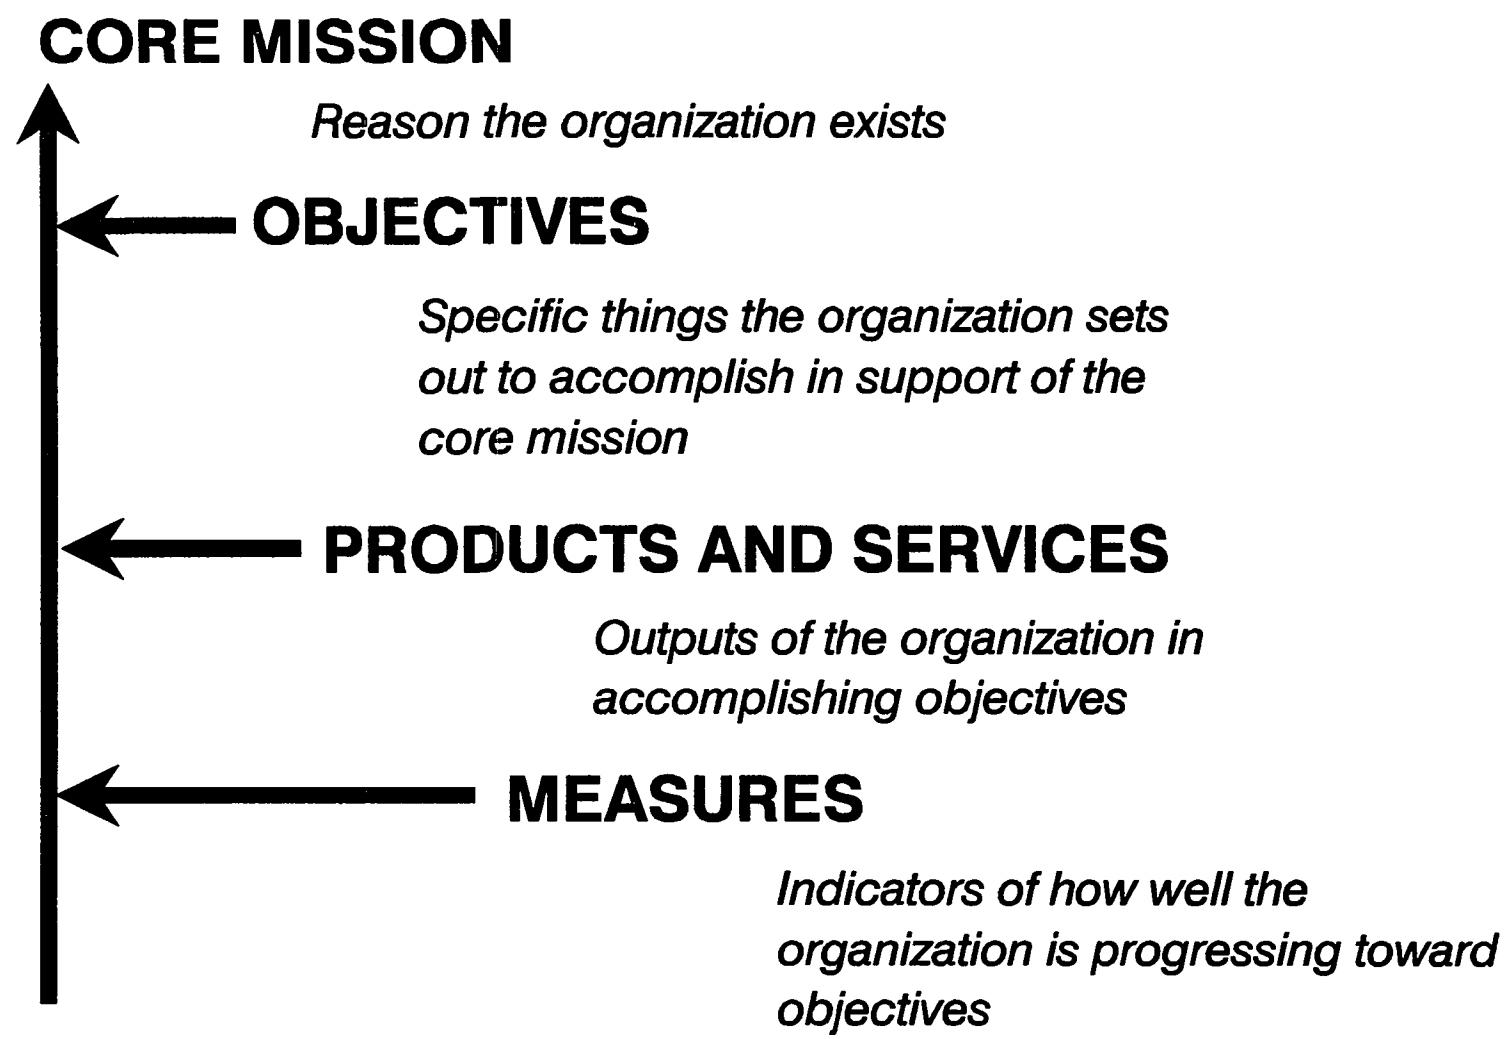 CORE MISSION
Reason the organization exists
OBJECTIVES
Specific things the organization sets
out to accomplish in support of the
core mission
PRODUCTS AND SERVICES
Outputs of the organization in
accomplishing objectives
MEASURES
Indicators of how well the
organization is progressing toward
objectives